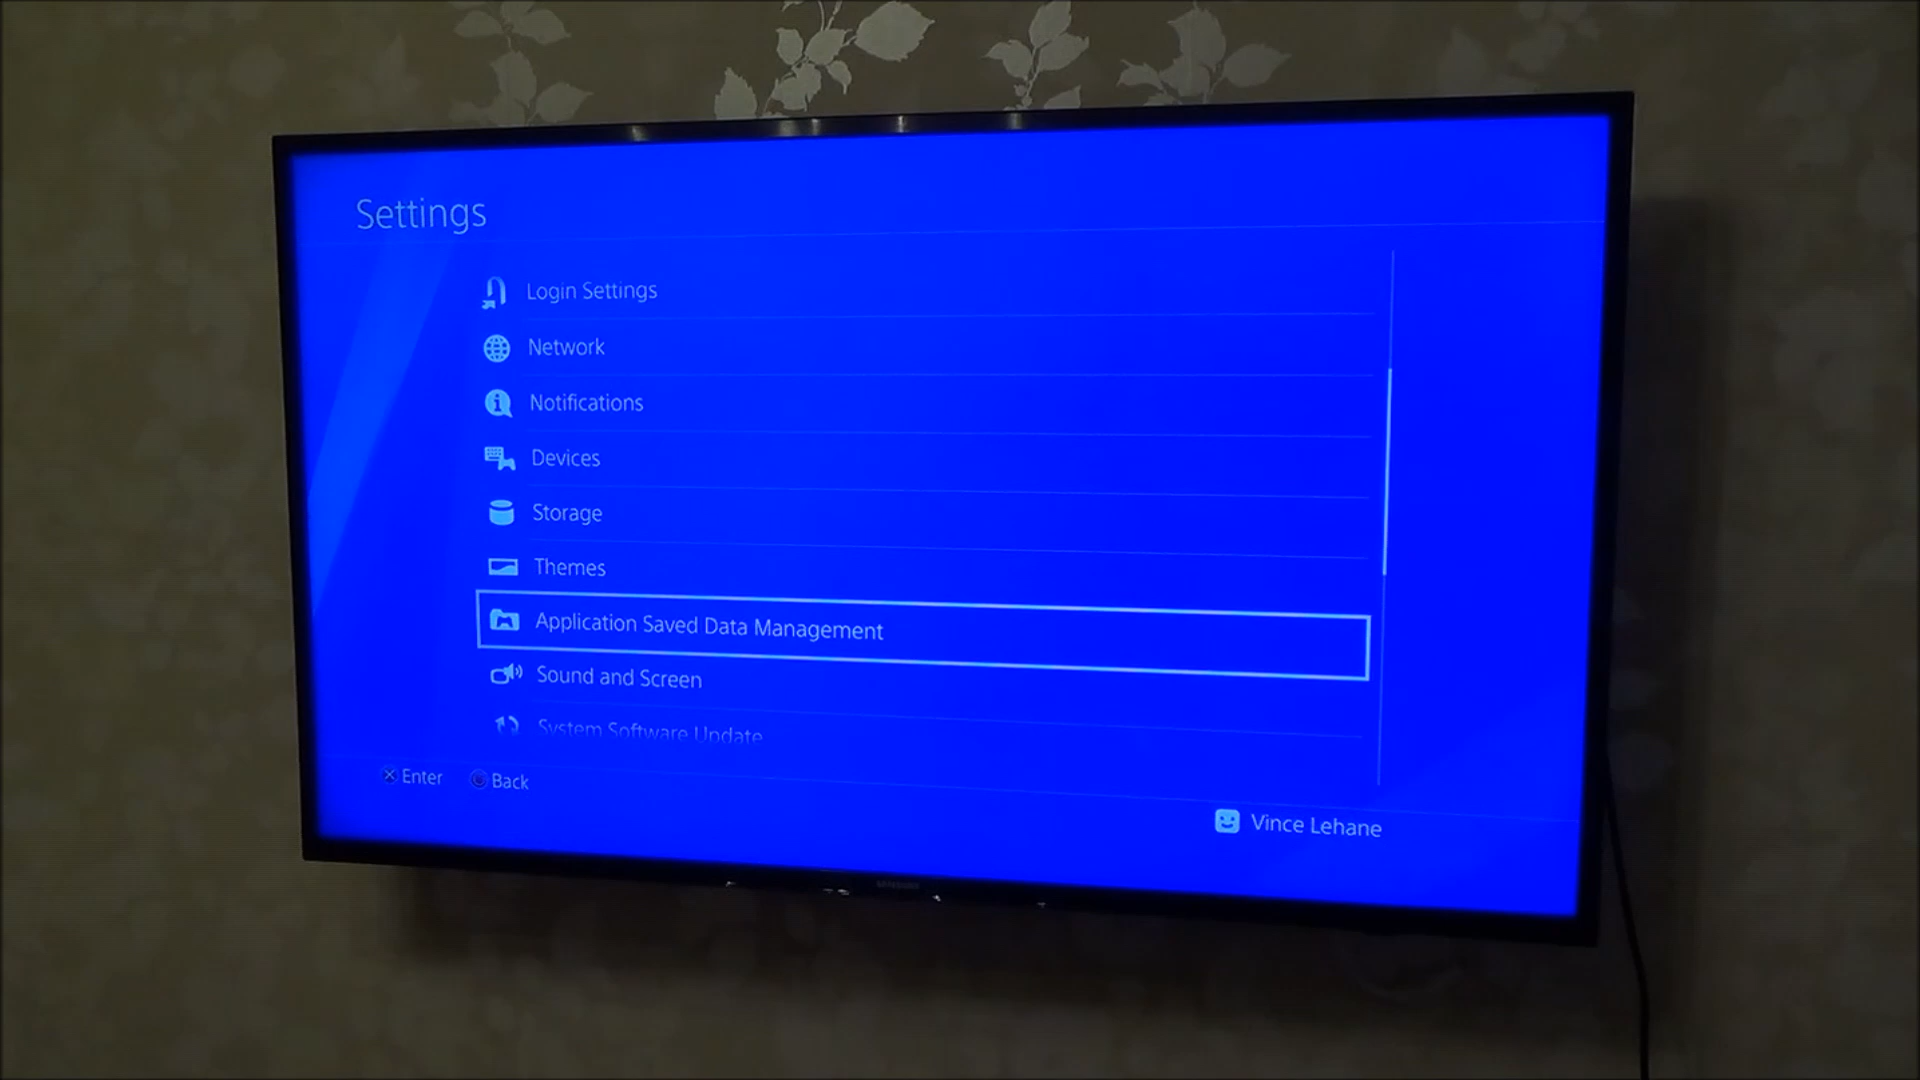 Settings
Login Settings
Network
Notifications
Devices
Storage
Themes
Application Saved Data Management
Sound and Screen
System Software Update
Enter
Back
Vince Lehane
SAMSUNG